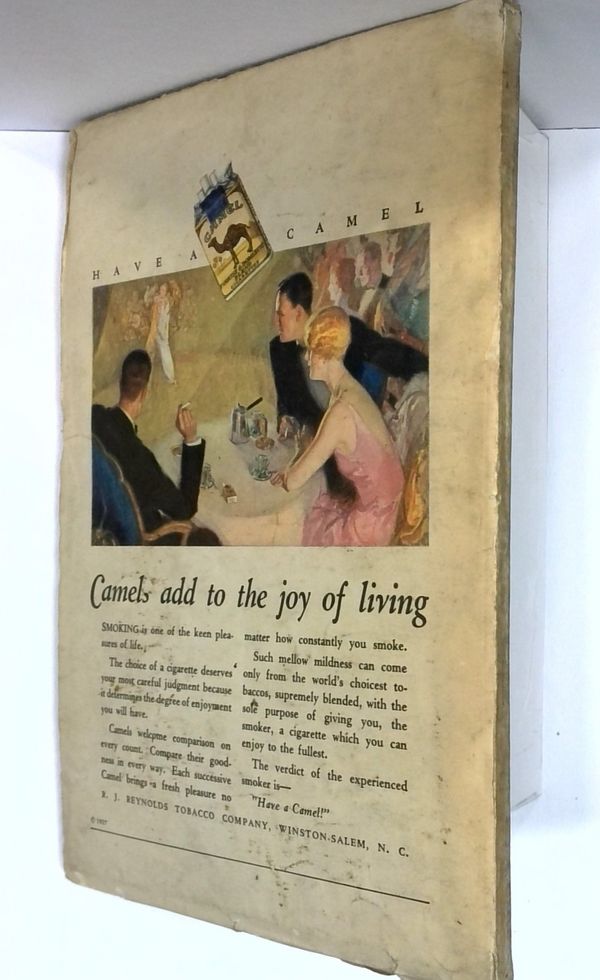 HAVE A CAMEL
CAMEL
Camels add to the joy of living
SMOKING is one of the keen plea-
sures of life.
The choice of a cigarette deserves
your most careful judgment because
it determines the degree of enjoyment
you will have.
Camels welcome comparison on
every count. Compare their good-
ness in every way. Each successive
Camel brings a fresh pleasure no
matter how constantly you smoke.
Such mellow mildness can come
only from the world's choicest to-
baccos, supremely blended, with the
sole purpose of giving you, the
smoker, a cigarette which you can
enjoy to the fullest.
The verdict of the experienced
smoker is—
"Have a Camel!"
R. J. REYNOLDS TOBACCO COMPANY, WINSTON-SALEM, N. C.
© 1927